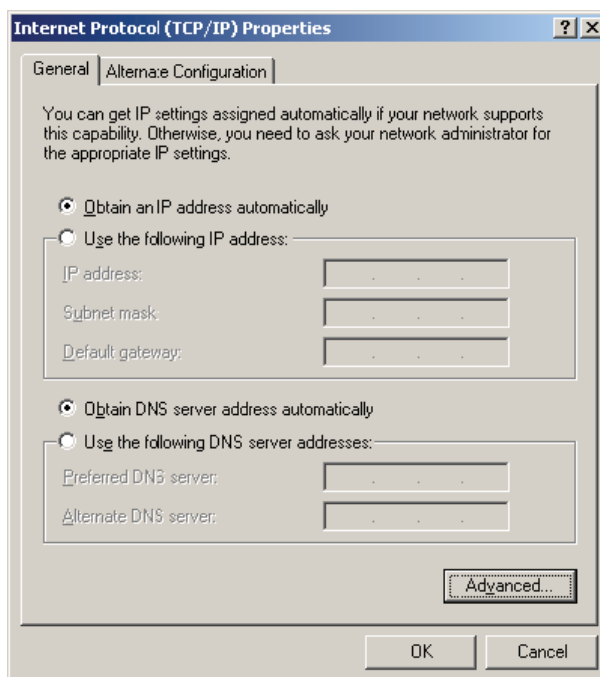 Internet Protocol (TCP/IP) Properties
General
Alternate Configuration
You can get IP settings assigned automatically if your network supports
this capability. Otherwise, you need to ask your network administrator for
the appropriate IP settings.
Obtain an IP address automatically
Use the following IP address:
IP address:
Subnet mask:
Default gateway:
Obtain DNS server address automatically
Use the following DNS server addresses:
Preferred DNS server:
Alternate DNS server:
Advanced...
OK
Cancel